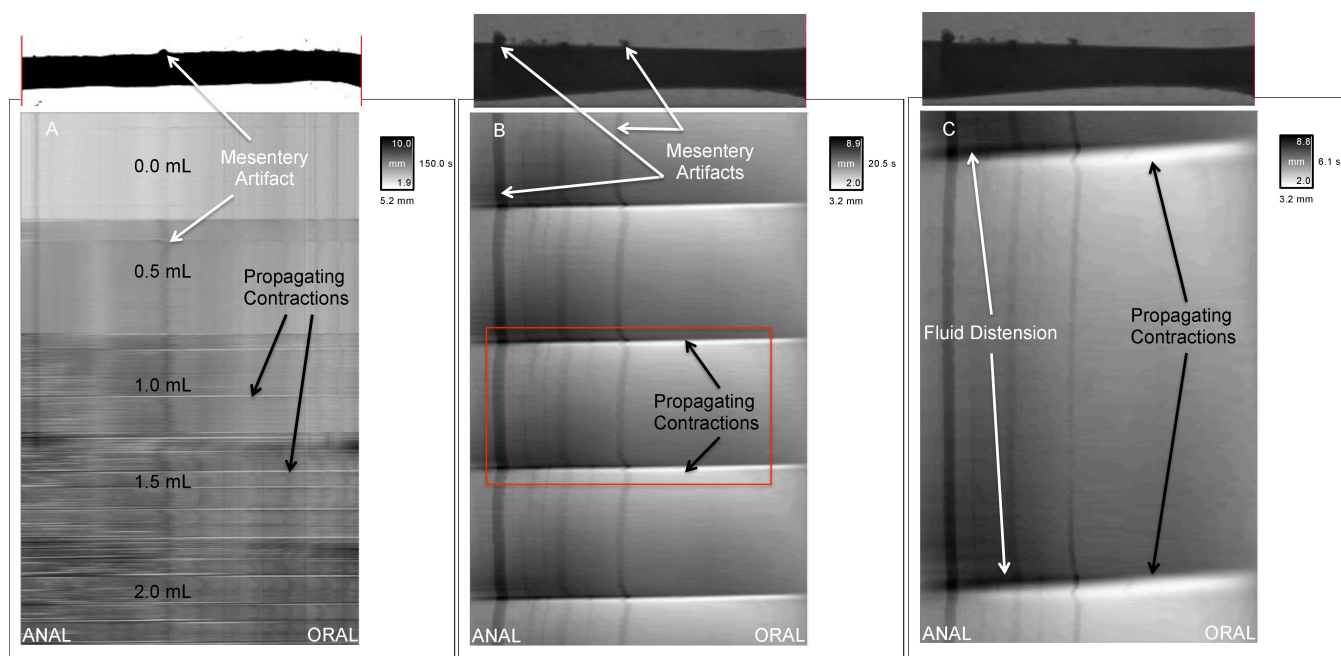 A
0.0 mL
Mesentery
Artifact
0.5 mL
Propagating
Contractions
1.0 mL
1.5 mL
2.0 mL
ANAL
ORAL
10.0
mm
1.9
150.0 s
5.2 mm
B
Mesentery
Artifacts
Propagating
Contractions
ANAL
ORAL
8.9
mm
2.0
20.5 s
3.2 mm
C
Fluid Distension
Propagating
Contractions
ANAL
ORAL
8.8
mm
2.0
6.1 s
3.2 mm